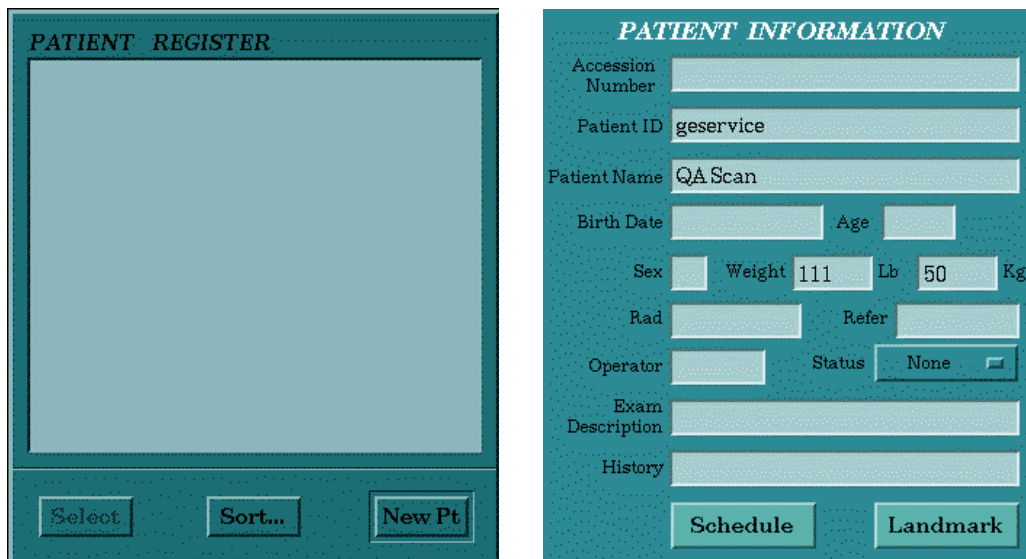 PATIENT REGISTER
Select
Sort...
New Pt
PATIENT INFORMATION
Accession
Number
Patient ID geservice
Patient Name QA Scan
Birth Date Age
Sex Weight 111 Lb 50 Kg
Rad Refer
Operator Status None
Exam
Description
History
Schedule Landmark